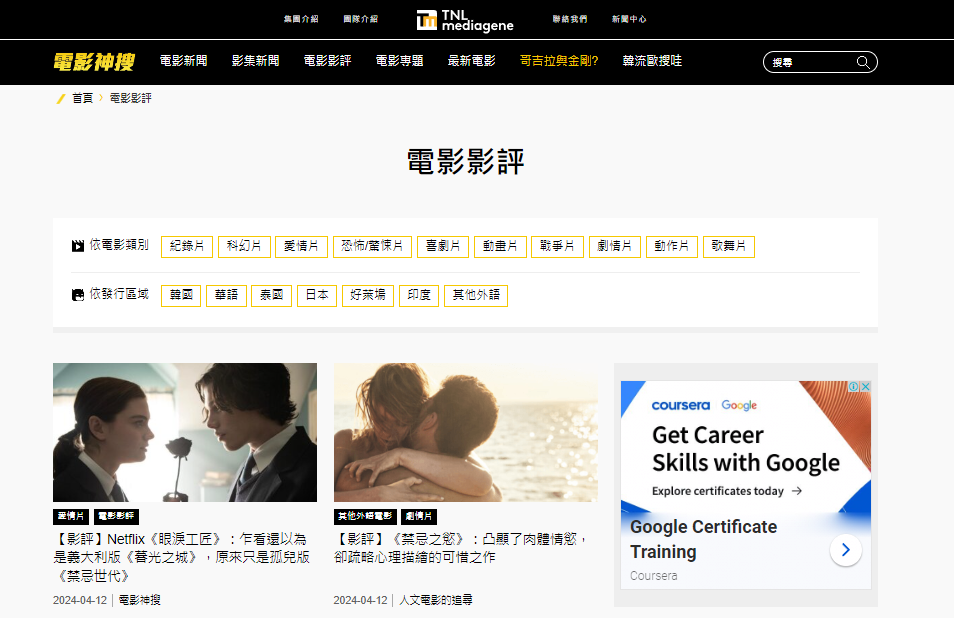 集團介紹 團隊介紹 TNL mediagene 聯絡我們 新聞中心
電影神搜 電影新聞 影集新聞 電影影評 電影專題 最新電影 哥吉拉與金剛? 韓流歐搜哇 搜尋
首頁 電影影評
電影影評
依電影類別 紀錄片 科幻片 愛情片 恐怖/驚悚片 喜劇片 動畫片 戰爭片 劇情片 動作片 歌舞片
依發行區域 韓國 華語 泰國 日本 好萊塢 印度 其他外語
愛情片 電影影評
【影評】Netflix《眼淚工匠》：乍看還以為
是義大利版《暮光之城》，原來只是孤兒版
《禁忌世代》
2024-04-12 | 電影神搜
其他外語電影 劇情片
【影評】《禁忌之慾》：凸顯了肉體情慾，
卻疏略心理描繪的可惜之作
2024-04-12 | 人文電影的追尋
coursera Google
Get Career
Skills with Google
Explore certificates today →
Google Certificate
Training
Coursera